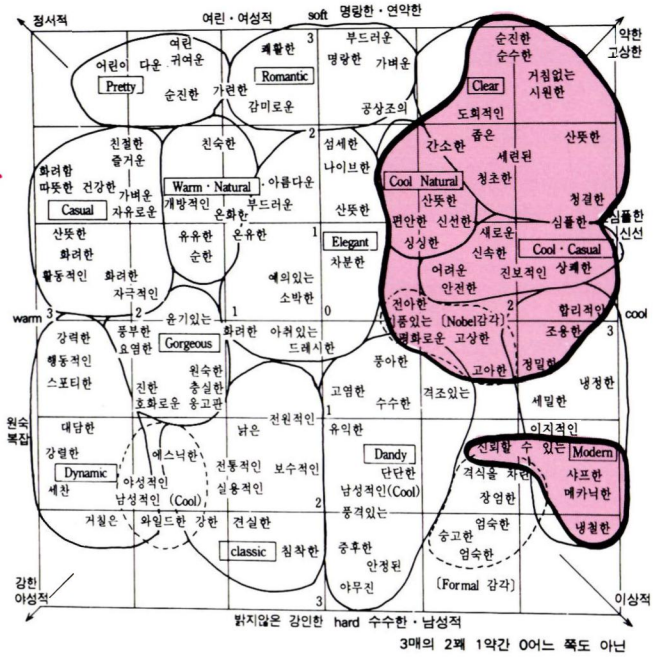 정서적
여린 · 여성적 soft 명랑한 · 연약한
약한
고상한
여린
어린이 다운 귀여운
Pretty
순진한
가련한
쾌활한
Romantic
감미로운
3
부드러운
명랑한 가벼운
공상조의
순진한
순수한
Clear
거침없는
시원한
도회적인
친절한
즐거운
화려함
따뜻한 건강한
가벼운
Casual
자유로운
산뜻한
화려한
활동적인
화려한
자극적인
친숙한
Warm · Natural
개방적인
온화한
아름다운
부드러운
유유한
온유한
순한
2
섬세한
나이브한
산뜻한
1
Elegant
차분한
예의있는
소박한
간소한
좁은
산뜻한
세련된
청초한
Cool Natural
산뜻한
편안한 신선한
싱싱한
청결한
새로운
심플한
심플한
신선
신속한
Cool · Casual
어려운
진보적인
상쾌한
안전한
warm 3
2
1
0
2
3
cool
전아한
[Nobel감각]
명화로운 고상한
고아한
합리적인
조용한
정밀한
냉정한
세밀한
강력한
행동적인
스포티한
풍부한
요염한
윤기있는
Gorgeous
화려한
원숙한
진한
충실한
호화로운
옹고판
아취있는
드레시한
풍아한
고염한
수수한
격조있는
원숙
복잡
대담한
강렬한
Dynamic
세찬
에스닉한
야성적인
남성적인 (Cool)
거칠은
와일드한 강한
낡은
전원적인
전통적인
보수적인
실용적인
견실한
classic
침착한
1
유익한
Dandy
단단한
남성적인(Cool)
풍격있는
2
중후한
안정된
야무진
3
이지적인
신뢰할 수 있는
Modern
격식을 차린
샤프한
메카닉한
장엄한
냉철한
엄숙한
숭고한
엄숙한
[Formal 감각]
강한
야성적
밝지않은 강인한 hard 수수한 · 남성적
이상적
3매의 2꽤 1약간 0어느 쪽도 아닌